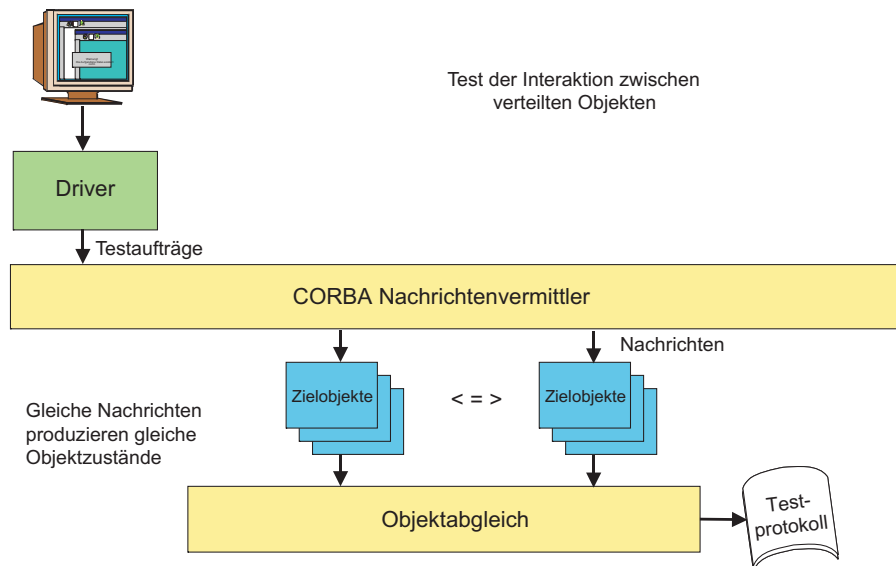 Test der Interaktion zwischen
verteilten Objekten
Driver
Testaufträge
CORBA Nachrichtenvermittler
Nachrichten
Zielobjekte
< = >
Zielobjekte
Gleiche Nachrichten
produzieren gleiche
Objektzustände
Objektabgleich
Test-
protokoll